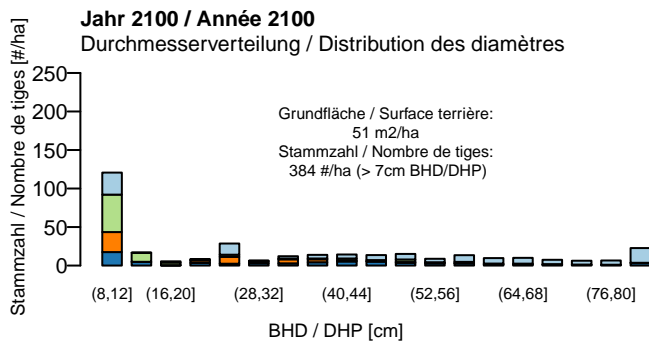 Jahr 2100 / Année 2100
Durchmesserverteilung / Distribution des diamètres
Stammzahl / Nombre de tiges [#/ha]
250
200
150
100
50
0
Grundfläche / Surface terrière:
51 m2/ha
Stammzahl / Nombre de tiges:
384 #/ha (> 7cm BHD/DHP)
(8,12] (16,20] (28,32] (40,44] (52,56] (64,68] (76,80]
BHD / DHP [cm]